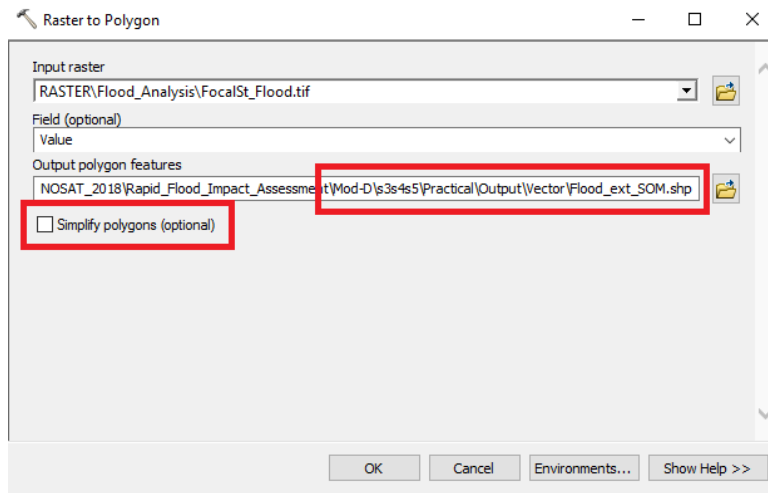 Raster to Polygon
Input raster
RASTER\Flood_Analysis\FocalSt_Flood.tif
Field (optional)
Value
Output polygon features
NOSAT_2018\Rapid_Flood_Impact_Assessment\Mod-D\s3s4s5\Practical\Output\Vector\Flood_ext_SOM.shp
Simplify polygons (optional)
OK Cancel Environments... Show Help >>